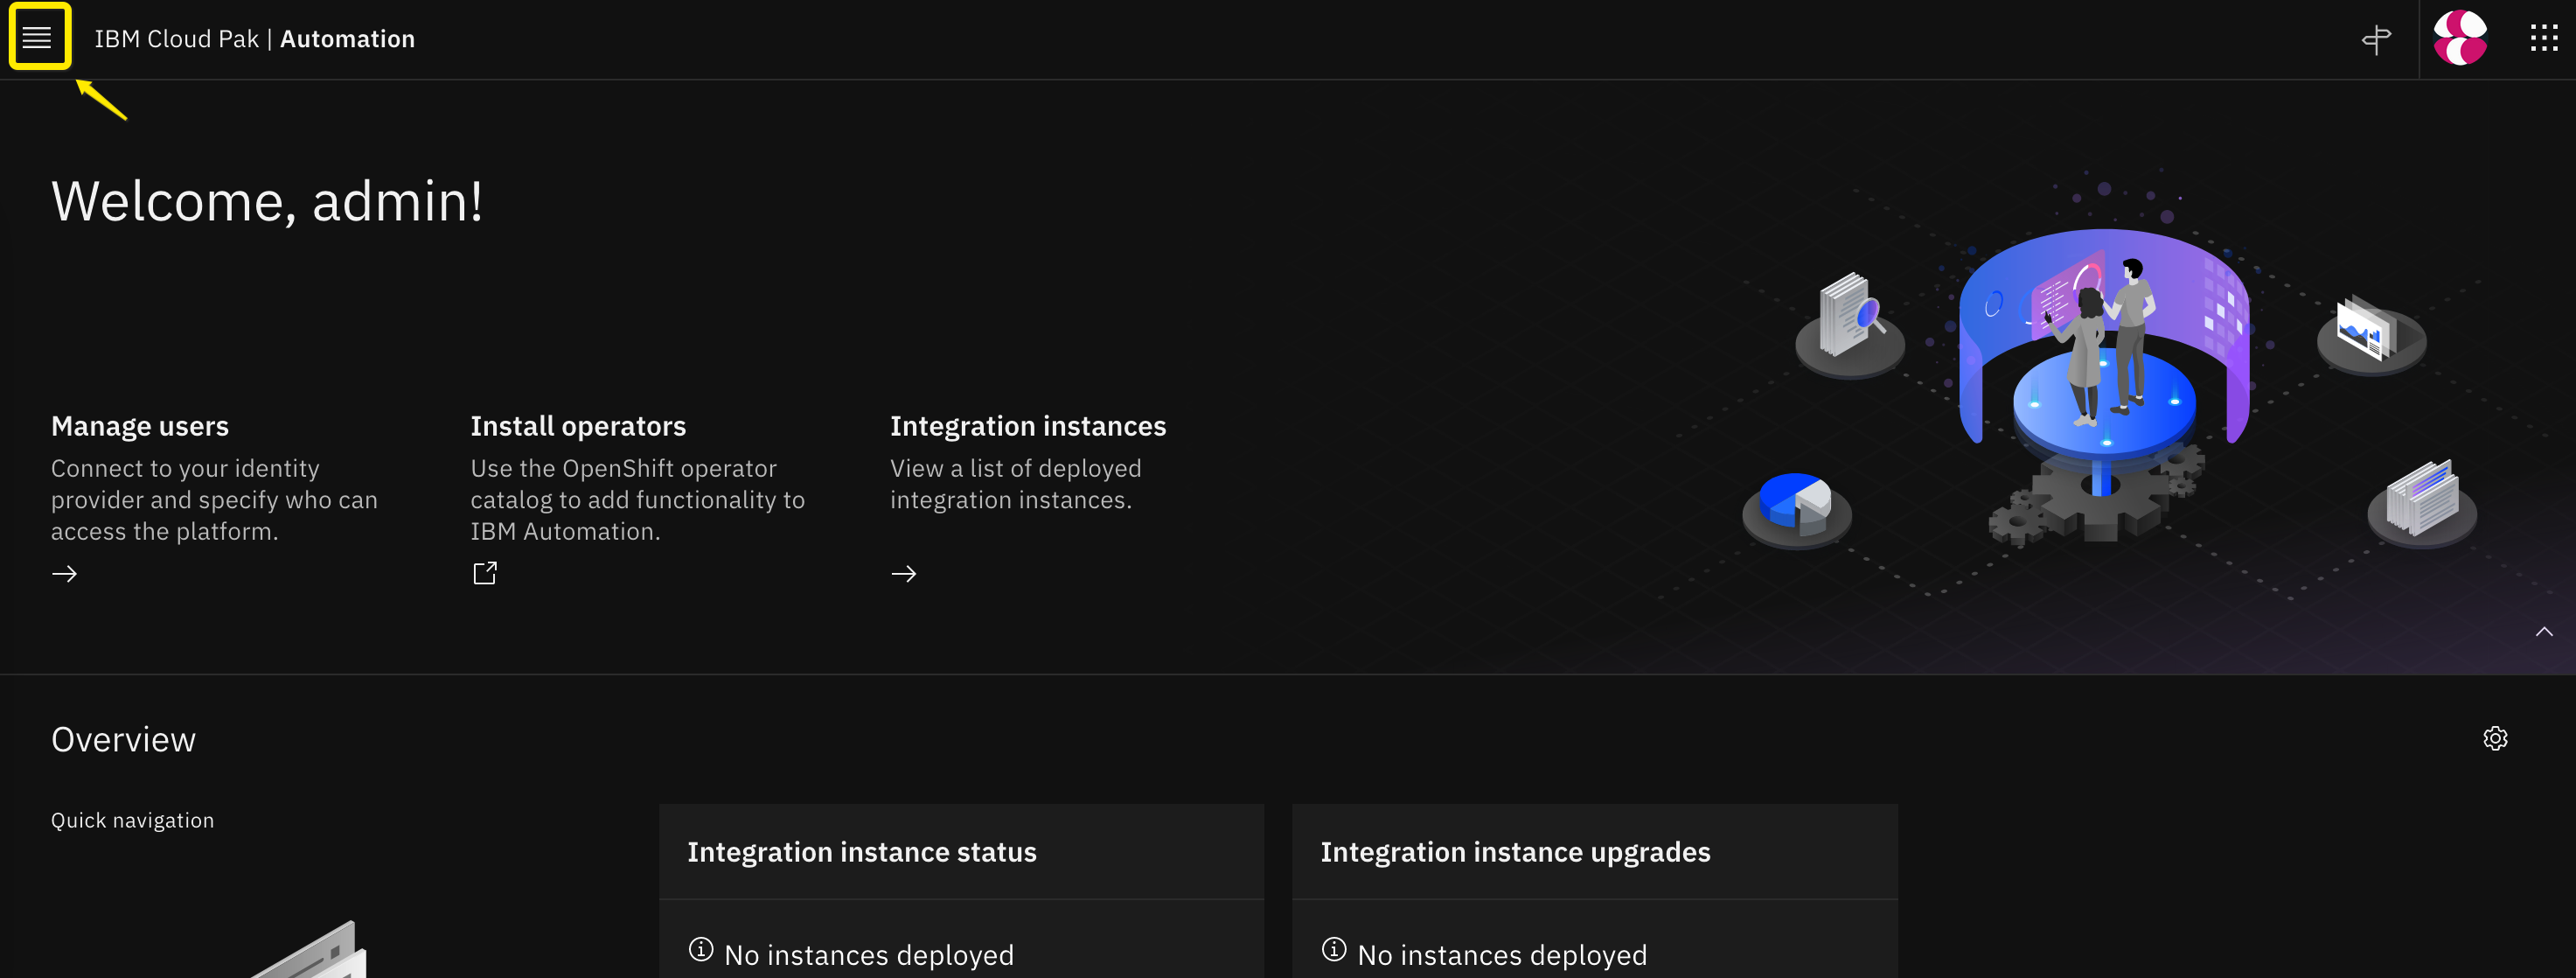 IBM Cloud Pak | Automation
Welcome, admin!
Manage users
Connect to your identity
provider and specify who can
access the platform.
Install operators
Use the OpenShift operator
catalog to add functionality to
IBM Automation.
Integration instances
View a list of deployed
integration instances.
Overview
Quick navigation
Integration instance status
No instances deployed
Integration instance upgrades
No instances deployed